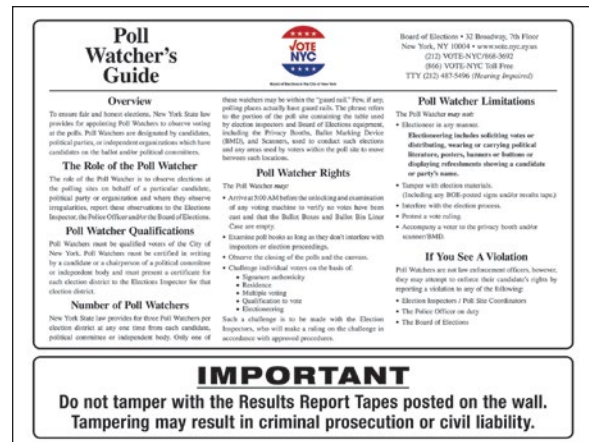 Poll
Watcher's
Guide
VOTE
NYC
Board of Elections in the City of New York
Board of Elections • 32 Broadway, 7th Floor
New York, NY 10004 • www.vote.nyc.ny.us
(212) VOTE-NYC/868-3692
(866) VOTE-NYC Toll Free
TTY (212) 487-5496 (Hearing Impaired)
Overview
To ensure fair and honest elections, New York State law
provides for appointing Poll Watchers to observe voting
at the polls. Poll Watchers are designated by candidates,
political parties, or independent organizations which have
candidates on the ballot and/or political committees.
The Role of the Poll Watcher
The role of the Poll Watcher is to observe elections at
the polling sites on behalf of a particular candidate,
political party or organization and where they observe
irregularities, report those observations to the Elections
Inspector, the Police Officer and/or the Board of Elections.
Poll Watcher Qualifications
Poll Watchers must be qualified voters of the City of
New York. Poll Watchers must be certified in writing
by a candidate or a chairperson of a political committee
or independent body and must present a certificate for
each election district to the Elections Inspector for that
election district.
Number of Poll Watchers
New York State law provides for three Poll Watchers per
election district at any one time from each candidate,
political committee or independent body. Only one of
these watchers may be within the "guard rail." Few, if any,
polling places actually have guard rails. The phrase refers
to the portion of the poll site containing the table used
by election inspectors and Board of Elections equipment,
including the Privacy Booths, Ballot Marking Device
(BMD), and Scanners, used to conduct such elections
and any areas used by voters within the poll site to move
between such locations.
Poll Watcher Rights
The Poll Watcher may:
• Arrive at 5:00 AM before the unlocking and examination
of any voting machine to verify no votes have been
cast and that the Ballot Boxes and Ballot Bin Liner
Case are empty.
• Examine poll books as long as they don't interfere with
inspectors or election proceedings.
• Observe the closing of the polls and the canvass.
• Challenge individual voters on the basis of:
• Signature authenticity
• Residence
• Multiple voting
• Qualification to vote
• Electioneering
Such a challenge is to be made with the Election
Inspectors, who will make a ruling on the challenge in
accordance with approved procedures.
Poll Watcher Limitations
The Poll Watcher may not:
• Electioneer in any manner.
Electioneering includes soliciting votes or
distributing, wearing or carrying political
literature, posters, banners or buttons or
displaying refreshments showing a candidate
or party's name.
• Tamper with election materials.
(Including any BOE-posted signs and/or results tape.)
• Interfere with the election process.
• Protest a vote ruling.
• Accompany a voter to the privacy booth and/or
scanner/BMD.
If You See A Violation
Poll Watchers are not law enforcement officers, however,
they may attempt to enforce their candidate's rights by
reporting a violation to any of the following:
• Election Inspectors / Poll Site Coordinators
• The Police Officer on duty
• The Board of Elections
IMPORTANT
Do not tamper with the Results Report Tapes posted on the wall.
Tampering may result in criminal prosecution or civil liability.